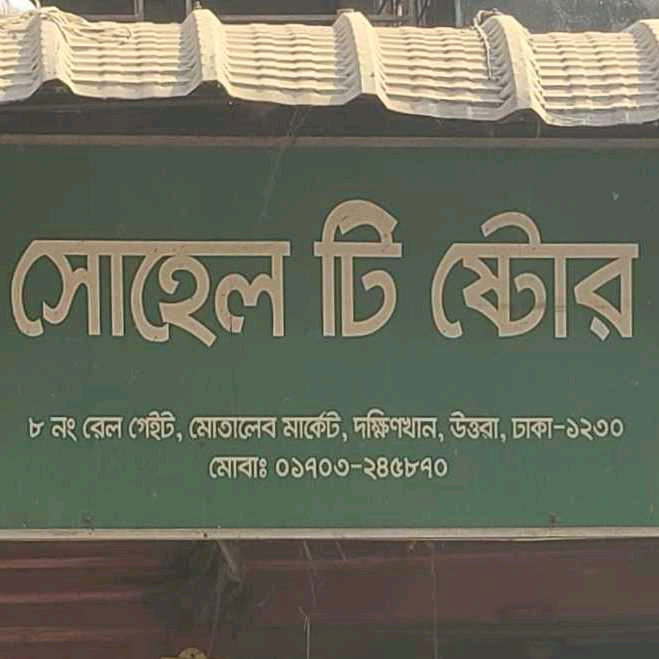 সোহেল টি ষ্টোর
৮ নং রেল গেইট, মোতালেব মার্কেট, দক্ষিণখান, উত্তরা, ঢাকা-১২৩০
মোবাঃ ০১৭০৩-২৪৫৮৭০